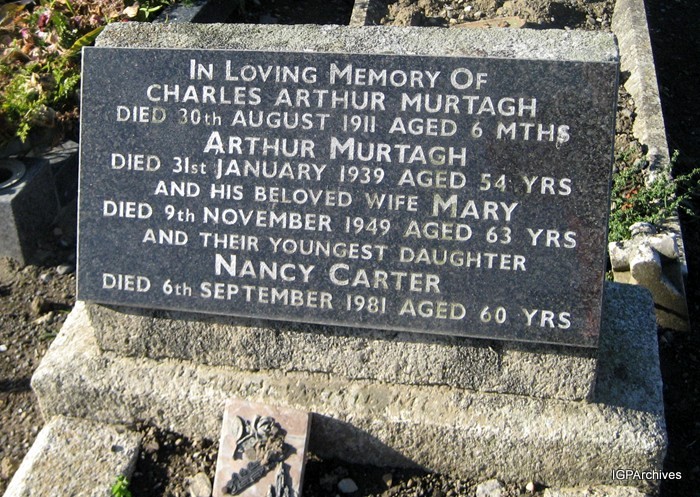 IN LOVING MEMORY OF
CHARLES ARTHUR MURTAGH
DIED 30th AUGUST 1911 AGED 6 MTHS
ARTHUR MURTAGH
DIED 31st JANUARY 1939 AGED 54 YRS
AND HIS BELOVED WIFE MARY
DIED 9th NOVEMBER 1949 AGED 63 YRS
AND THEIR YOUNGEST DAUGHTER
NANCY CARTER
DIED 6th SEPTEMBER 1981 AGED 60 YRS
IGPArchives